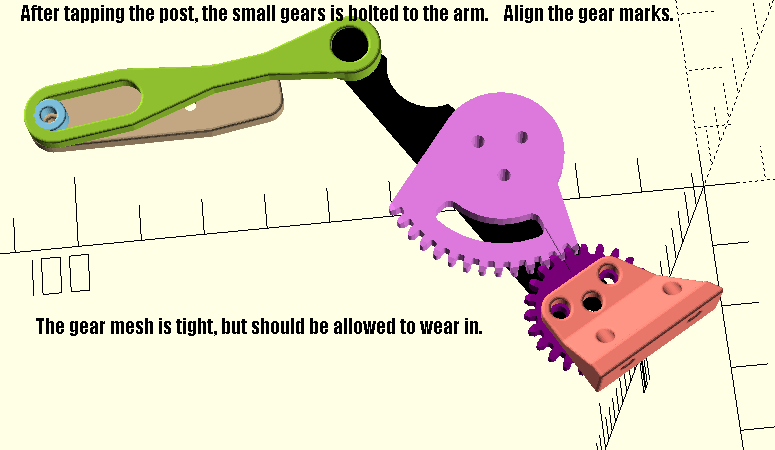 After tapping the post, the small gears is bolted to the arm. Align the gear marks.
The gear mesh is tight, but should be allowed to wear in.